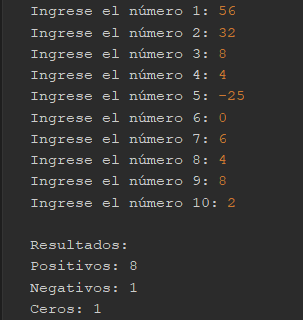 Ingrese el número 1: 56
Ingrese el número 2: 32
Ingrese el número 3: 8
Ingrese el número 4: 4
Ingrese el número 5: -25
Ingrese el número 6: 0
Ingrese el número 7: 6
Ingrese el número 8: 4
Ingrese el número 9: 8
Ingrese el número 10: 2
Resultados:
Positivos: 8
Negativos: 1
Ceros: 1